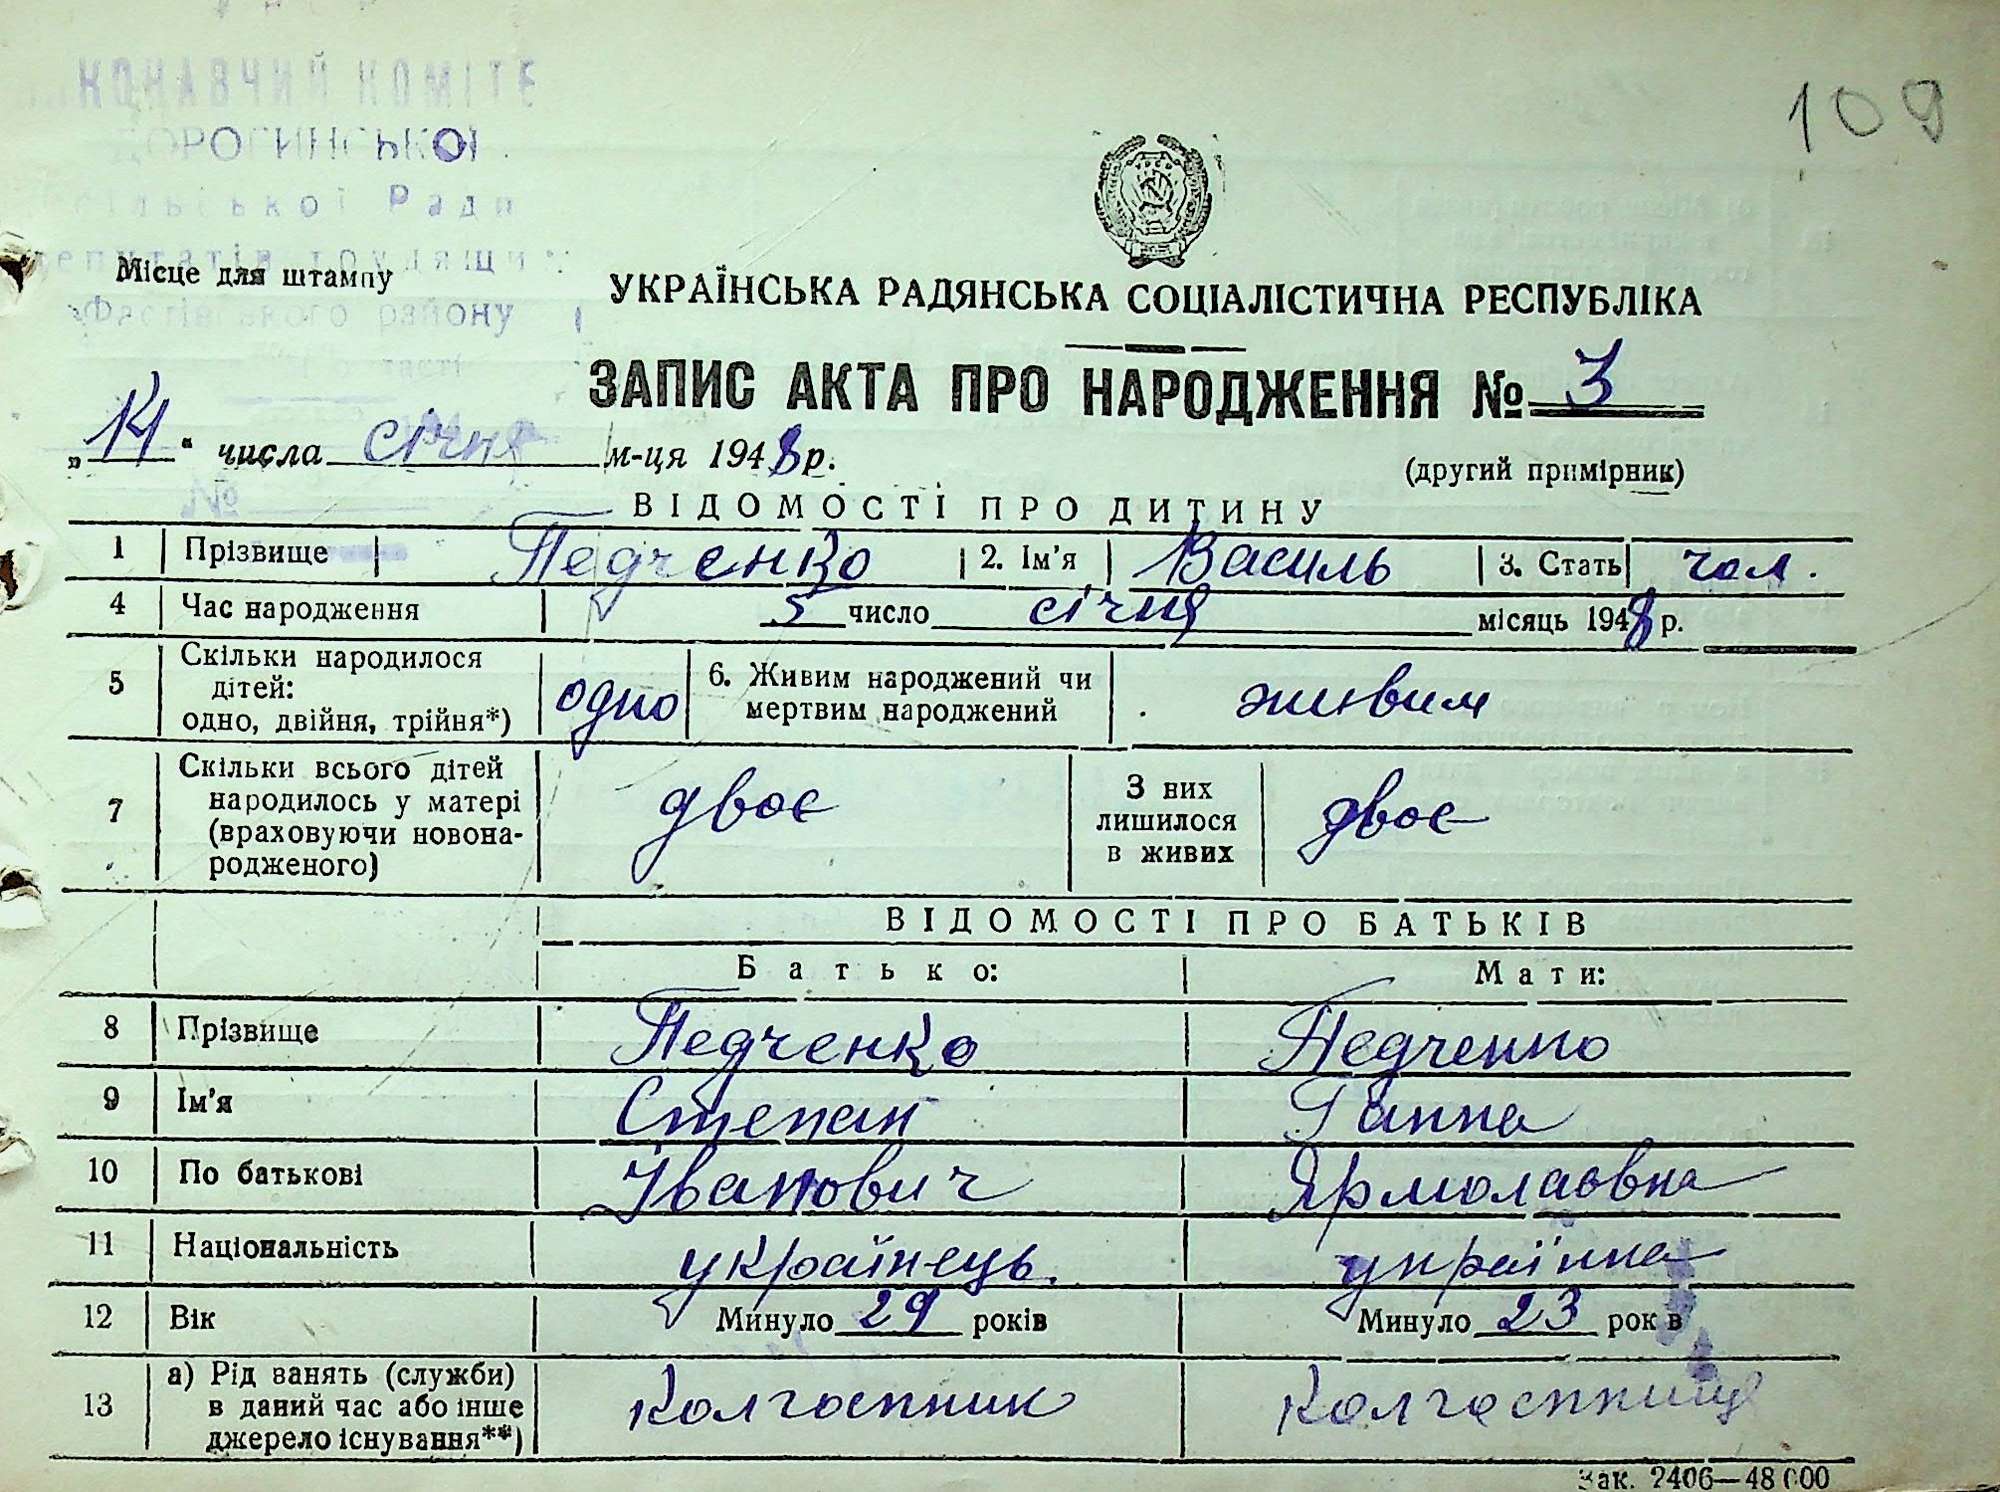 109
КОНАВЧИЙ КОМІТЕ
ДОРОГИНСЬКОЇ
сільської Ради
депутатів трудящи
Місце для штампу
Фастівського району
УКРАЇНСЬКА РАДЯНСЬКА СОЦІАЛІСТИЧНА РЕСПУБЛІКА
ЗАПИС АКТА ПРО НАРОДЖЕННЯ № 3
„14“ числа січня м-ця 1948 р.
(другий примірник)
№
ВІДОМОСТІ ПРО ДИТИНУ
1 Прізвище Педченко 2. Ім'я Василь 3. Стать чол.
4 Час народження 5 число січня місяць 1948 р.
5 Скільки народилося дітей: одно, двійня, трійня*) одно 6. Живим народжений чи мертвим народжений живим
7 Скільки всього дітей народилось у матері (враховуючи новона-родженого) двоє З них лишилося в живих двоє
ВІДОМОСТІ ПРО БАТЬКІВ
Батько: Мати:
8 Прізвище Педченко Педченко
9 Ім'я Степан Ганна
10 По батькові Іванович Ярмолаєвна
11 Національність українець. українка
12 Вік Минуло 29 років Минуло 23 років
13 а) Рід занять (служби) в даний час або інше джерело існування**) колгоспник колгоспниця
Зак. 2406—48000